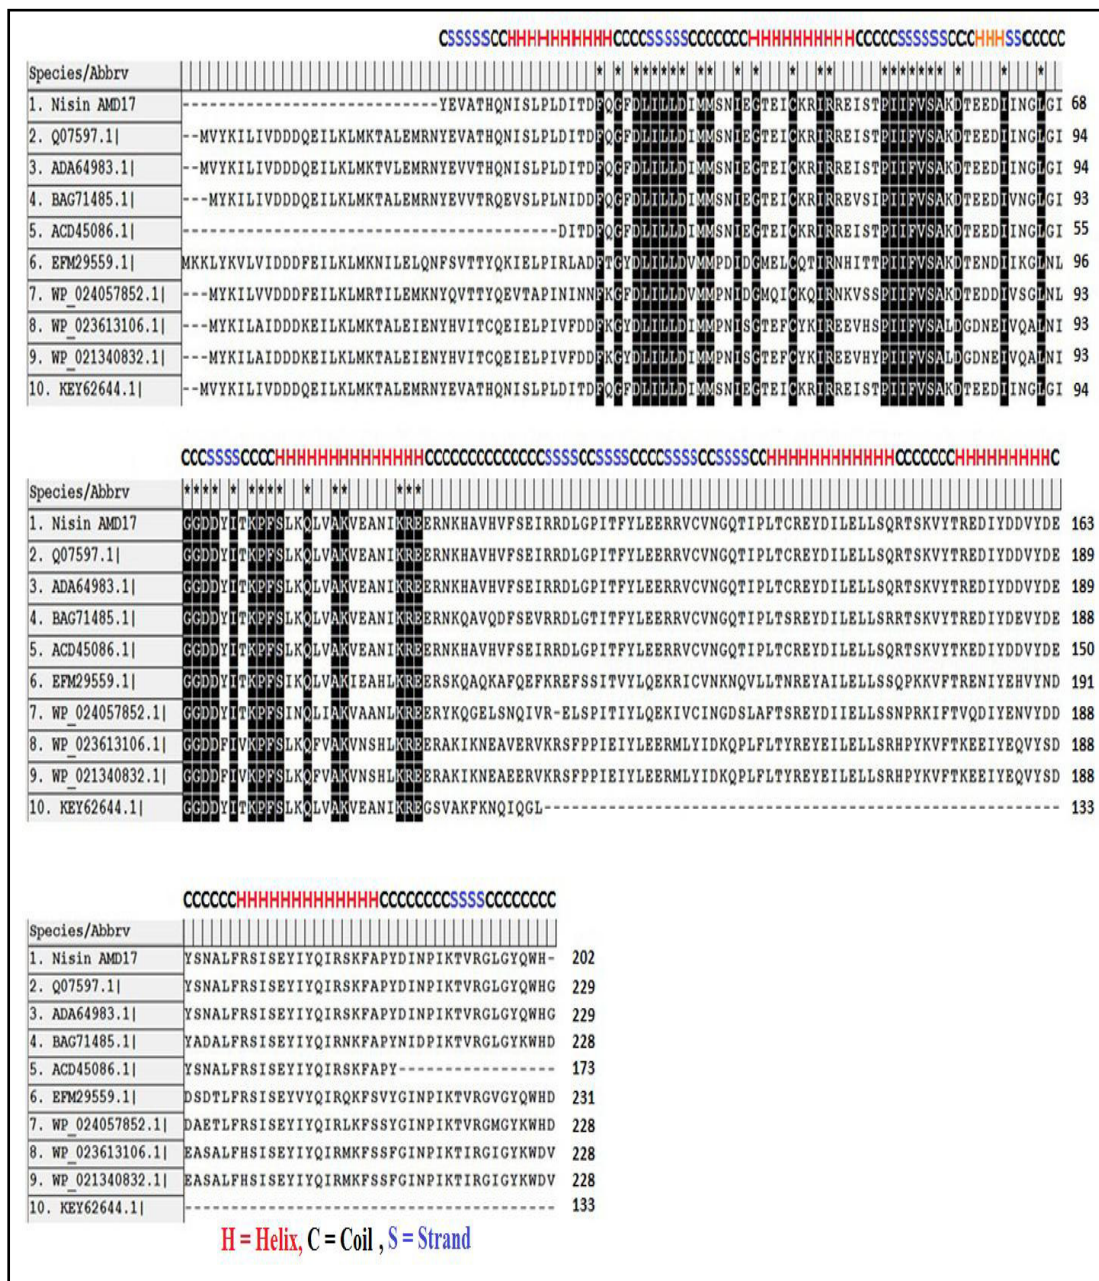 CSSSSSCCHHHHHHHHHHHCCCCSSSSSCCCCCCCHHHHHHHHHHHCCCCCSSSSSSCCCCHHHSSCCCCC
Species/Abbrv * * ****** ** * * * ** ******* * * *
1. Nisin AMD17 ----------------------------YEVATHQNISLPLDITDFQGFDLILLDIMMSNIEGTEICKRIRREISTPIIFVSAKDTEEDIINGLGI 68
2. Q07597.1| --MVYKILIVDDDQEILKLMKTALEMRNYEVATHQNISLPLDITDFQGFDLILLDIMMSNIEGTEICKRIRREISTPIIFVSAKDTEEDIINGLGI 94
3. ADA64983.1| --MVYKILIVDDDQEILKLMKTVLEMRNYEVVTHQNISLPLDITDFQGFDLILLDIMMSNIEGTEICKRIRREISTPIIFVSAKDTEEDIINGLGI 94
4. BAG71485.1| ---MYKILIVDDDQEILKLMKTALEMRNYEVVTRQEVSLPLNIDDFQGFDLILLDIMMSNIEGTEICKRIRREVSIPIIFVSAKDTEEDIVNGLGI 93
5. ACD45086.1| -----------------------------------------DITDFQGFDLILLDIMMSNIEGTEICKRIRREISTPIIFVSAKDTEEDIINGLGI 55
6. EFM29559.1| MKKLYKVLVIDDDFEILKLMKNILELQNFSVTTYQKIELPIRLADFTGYDLILLDVMMPDIDGMELCQTIRNHITTPIIFVSAKDTENDIIKGLNL 96
7. WP_024057852.1| ---MYKILVVDDDFEILKLMRTILEMKNYQVTTYQEVTAPININNFKGFDLILLDVMMPNIDGMQICKQIRNKVSSPIIFVSAKDTEDDIVSGLNL 93
8. WP_023613106.1| ---MYKILAIDDDKEILKLMKTALEIENYHVITCQEIELPIVFDDFKGYDLILLDIMMPNISGTEFCYKIREEVHSPIIFVSALDGDNEIVQALNI 93
9. WP_021340832.1| ---MYKILAIDDDKEILKLMKTALEIENYHVITCQEIELPIVFDDFKGYDLILLDIMMPNISGTEFCYKIREEVHYPIIFVSALDGDNEIVQALNI 93
10. KEY62644.1| --MVYKILIVDDDQEILKLMKTALEMRNYEVATHQNISLPLDITDFQGFDLILLDIMMSNIEGTEICKRIRREISTPIIFVSAKDTEEDIINGLGI 94
CCCSSSSCCCCHHHHHHHHHHHHHHCCCCCCCCCCCCCCSSSSCCSSSSCCCCSSSSCCSSSSCCHHHHHHHHHHHHCCCCCCCHHHHHHHHHC
Species/Abbrv **** * **** * ** ***
1. Nisin AMD17 GGDDYITKPFSLKQLVAKVEANIKREERNKHAVHVFSEIRRDLGPITFYLEERRVCVNGQTIPLTCREYDILELLSQRTSKVYTREDIYDDVYDE 163
2. Q07597.1| GGDDYITKPFSLKQLVAKVEANIKREERNKHAVHVFSEIRRDLGPITFYLEERRVCVNGQTIPLTCREYDILELLSQRTSKVYTREDIYDDVYDE 189
3. ADA64983.1| GGDDYITKPFSLKQLVAKVEANIKREERNKHAVHVFSEIRRDLGPITFYLEERRVCVNGQTIPLTCREYDILELLSQRTSKVYTREDIYDDVYDE 189
4. BAG71485.1| GGDDYITKPFSLKQLVAKVEANIKREERNKQAVQDFSEVRRDLGTITFYLEERRVCVNGQTIPLTSREYDILELLSRRTSKVYTREDIYDEVYDE 188
5. ACD45086.1| GGDDYITKPFSLKQLVAKVEANIKREERNKHAVHVFSEIRRDLGPITFYLEERRVCVNGQTIPLTCREYDILELLSQRTSKVYTKEDIYDDVYDE 150
6. EFM29559.1| GGDDYITKPFSIKQLVAKIEAHLKREERSKQAQKAFQEFKREFSSITVYLQEKRICVNKNQVLLTNREYAILELLSSQPKKVFTRENIYEHVYND 191
7. WP_024057852.1| GGDDYITKPFSINQLIAKVAANLKREERYKQGELSNQIVR-ELSPITIYLQEKIVCINGDSLAFTSREYDIIELLSSNPRKIFTVQDIYENVYDD 188
8. WP_023613106.1| GGDDFIVKPFSLKQFVAKVNSHLKREERAKIKNEAVERVKRSFPPIEIYLEERMLYIDKQPLFLTYREYEILELLSRHPYKVFTKEEIYEQVYSD 188
9. WP_021340832.1| GGDDFIVKPFSLKQFVAKVNSHLKREERAKIKNEAEERVKRSFPPIEIYLEERMLYIDKQPLFLTYREYEILELLSRHPYKVFTKEEIYEQVYSD 188
10. KEY62644.1| GGDDYITKPFSLKQLVAKVEANIKREGSVAKFKNQIQGL-------------------------------------------------------- 133
CCCCCCHHHHHHHHHHHHHCCCCCCCCSSSSCCCCCCCC
Species/Abbrv
1. Nisin AMD17 YSNALFRSISEYIYQIRSKFAPYDINPIKTVRGLGYQWH- 202
2. Q07597.1| YSNALFRSISEYIYQIRSKFAPYDINPIKTVRGLGYQWHG 229
3. ADA64983.1| YSNALFRSISEYIYQIRSKFAPYDINPIKTVRGLGYQWHG 229
4. BAG71485.1| YADALFRSISEYIYQIRNKFAPYNIDPIKTVRGLGYKWHD 228
5. ACD45086.1| YSNALFRSISEYIYQIRSKFAPY----------------- 173
6. EFM29559.1| DSDTLFRSISEYVYQIRQKFSVYGINPIKTVRGVGYQWHD 231
7. WP_024057852.1| DAETLFRSISEYIYQIRLKFSSYGINPIKTVRGMGYKWHD 228
8. WP_023613106.1| EASALFHSISEYIYQIRMKFSSFGINPIKTIRGIGYKWDV 228
9. WP_021340832.1| EASALFHSISEYIYQIRMKFSSFGINPIKTIRGIGYKWDV 228
10. KEY62644.1| ---------------------------------------- 133
H = Helix, C = Coil , S = Strand